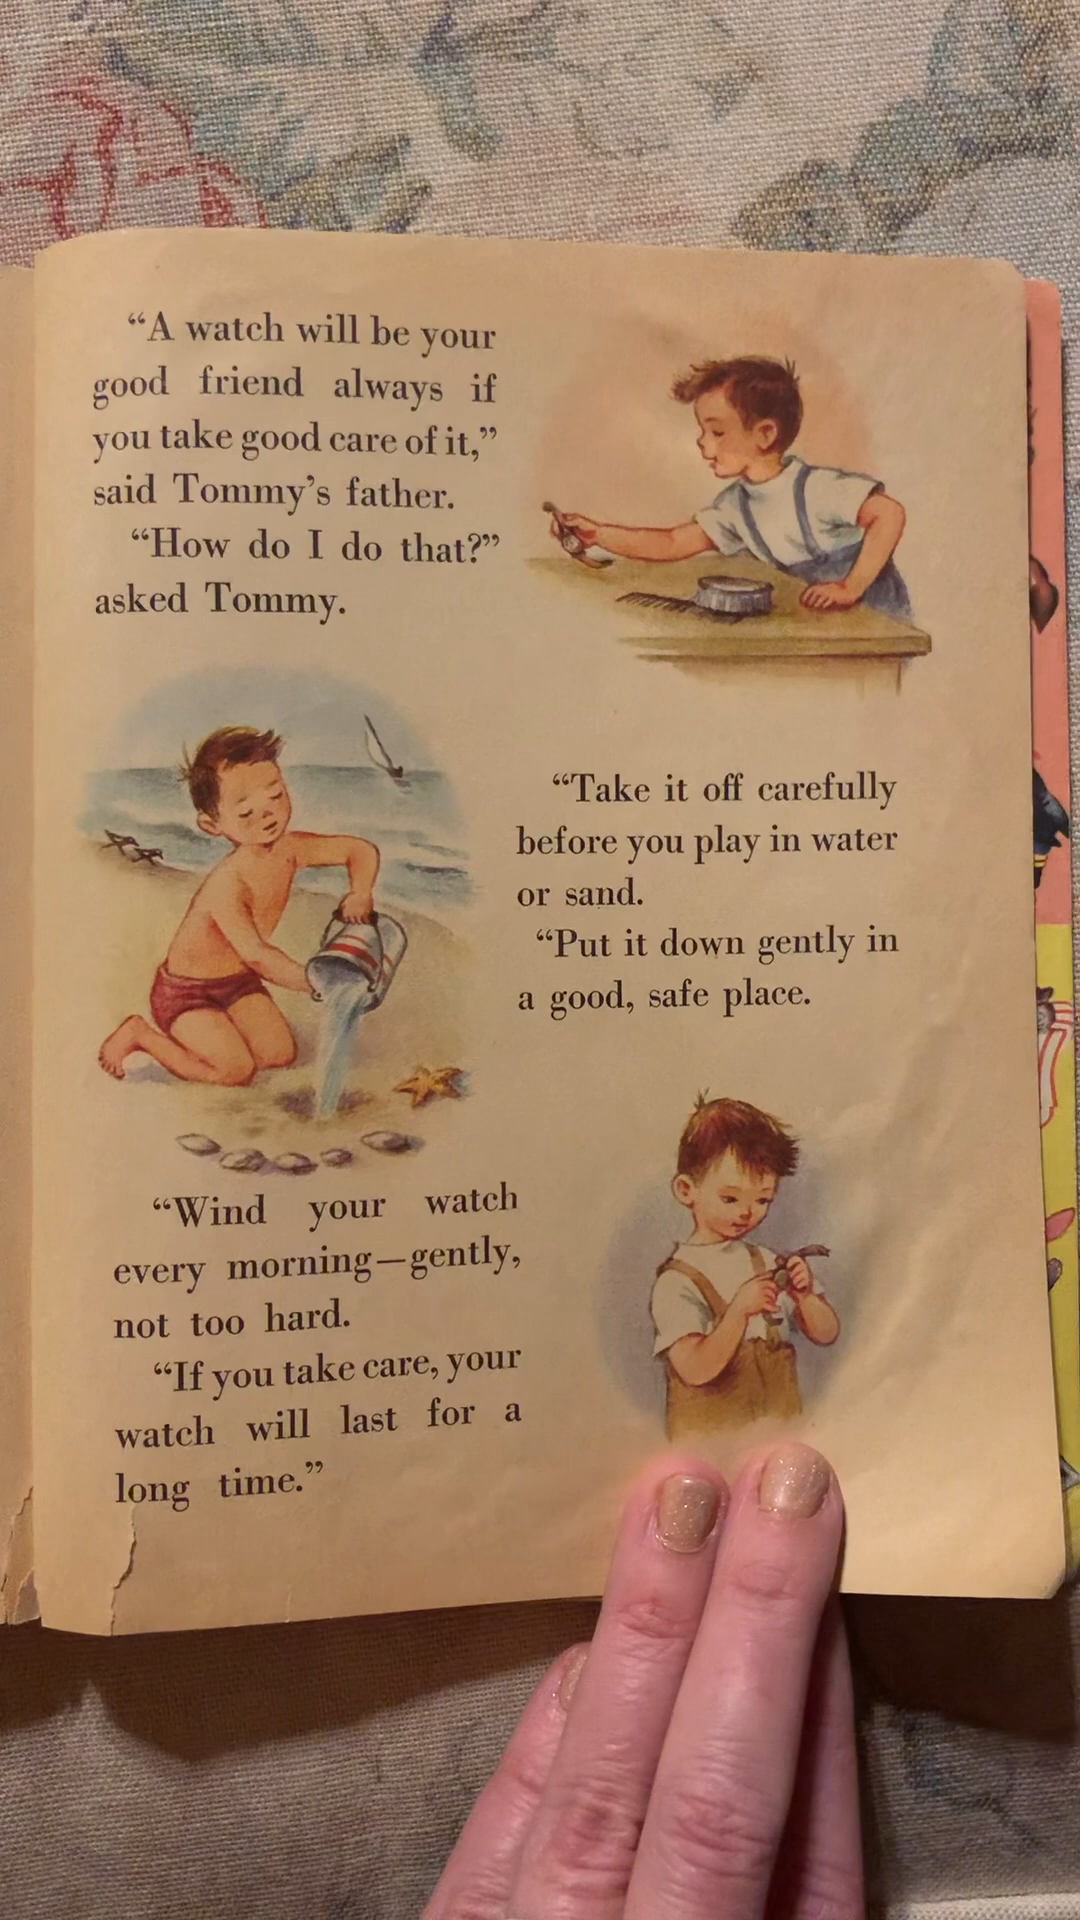 “A watch will be your
good friend always if
you take good care of it,”
said Tommy’s father.
“How do I do that?”
asked Tommy.
“Take it off carefully
before you play in water
or sand.
“Put it down gently in
a good, safe place.
“Wind your watch
every morning—gently,
not too hard.
“If you take care, your
watch will last for a
long time.”